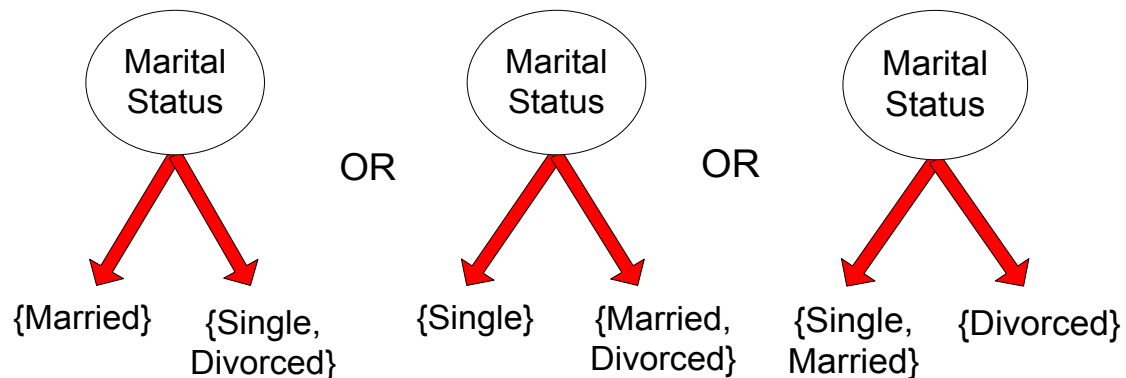 Marital
Status
Marital
Status
Marital
Status
OR
OR
{Married}
{Single,
Divorced}
{Single}
{Married,
Divorced}
{Single,
Married}
{Divorced}